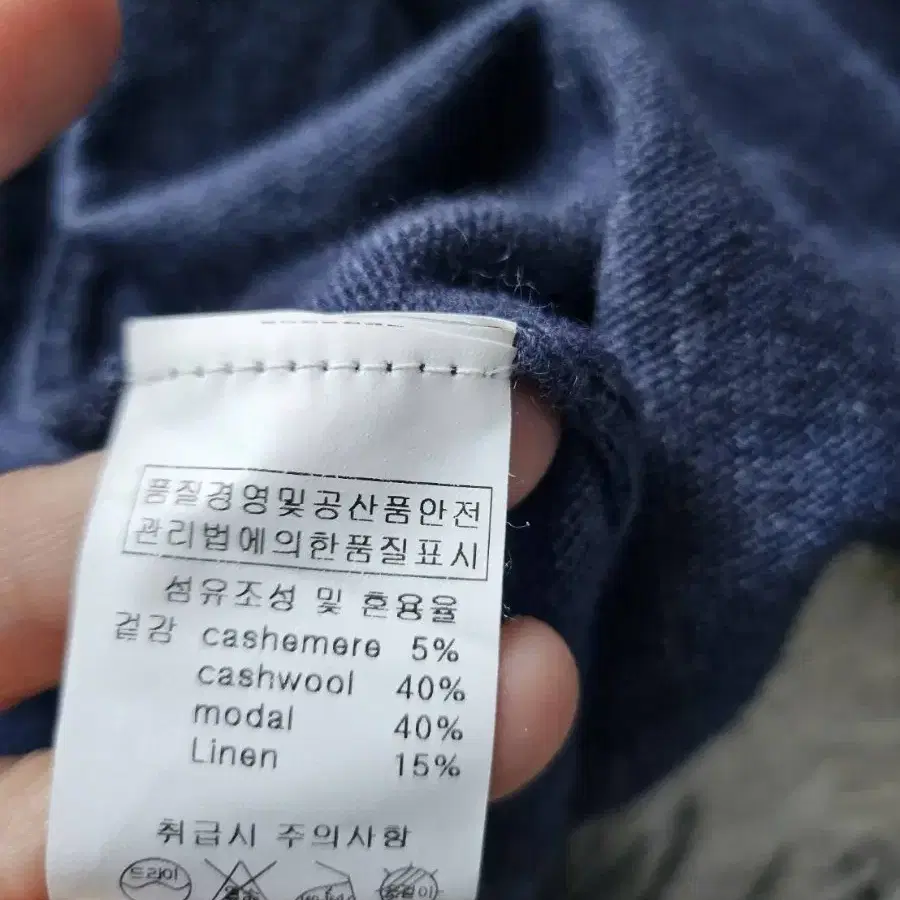 품질경영및공산품안전
관리법에의한품질표시
섬유조성 및 혼용율
겉감 cashemere 5%
cashwool 40%
modal 40%
Linen 15%
취급시 주의사항
드라이